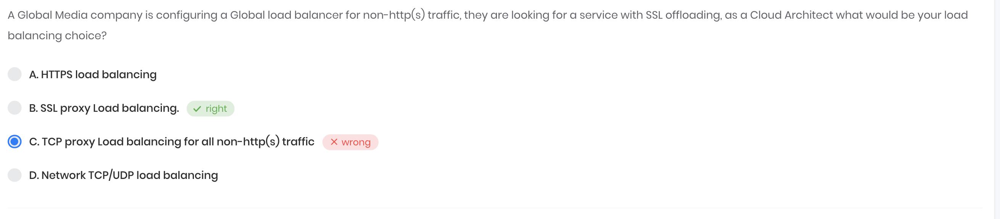 A Global Media company is configuring a Global load balancer for non-http(s) traffic, they are looking for a service with SSL offloading, as a Cloud Architect what would be your load
balancing choice?
A. HTTPS load balancing
B. SSL proxy Load balancing. right
C. TCP proxy Load balancing for all non-http(s) traffic wrong
D. Network TCP/UDP load balancing